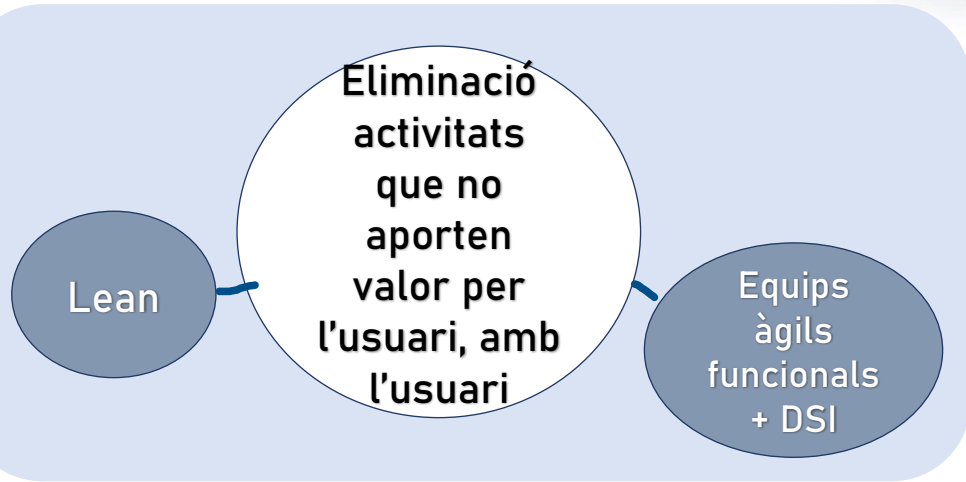 Eliminació
activitats
que no
aporten
valor per
l'usuari, amb
l'usuari
Lean
Equips
àgils
funcionals
+ DSI